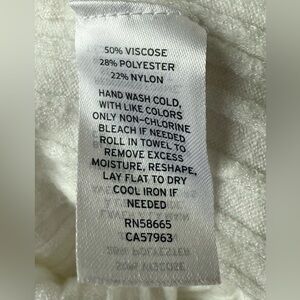 50% VISCOSE
28% POLYESTER
22% NYLON
HAND WASH COLD,
WITH LIKE COLORS
ONLY NON-CHLORINE
BLEACH IF NEEDED
ROLL IN TOWEL TO
REMOVE EXCESS
MOISTURE, RESHAPE,
LAY FLAT TO DRY
COOL IRON IF
NEEDED
RN58665
CA57963